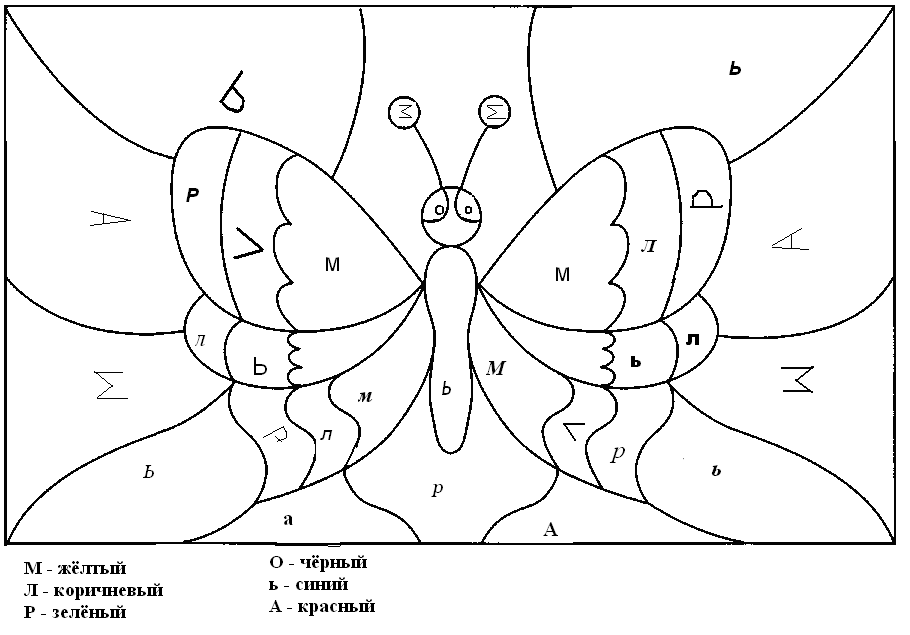 ь
ь
М М
Р о о Р
А Л Л А
М М
л Ь ь л
М м Ь М М
Р л Л р
Ь р ь
а А
М - жёлтый
Л - коричневый
Р - зелёный
О - чёрный
ь - синий
А - красный